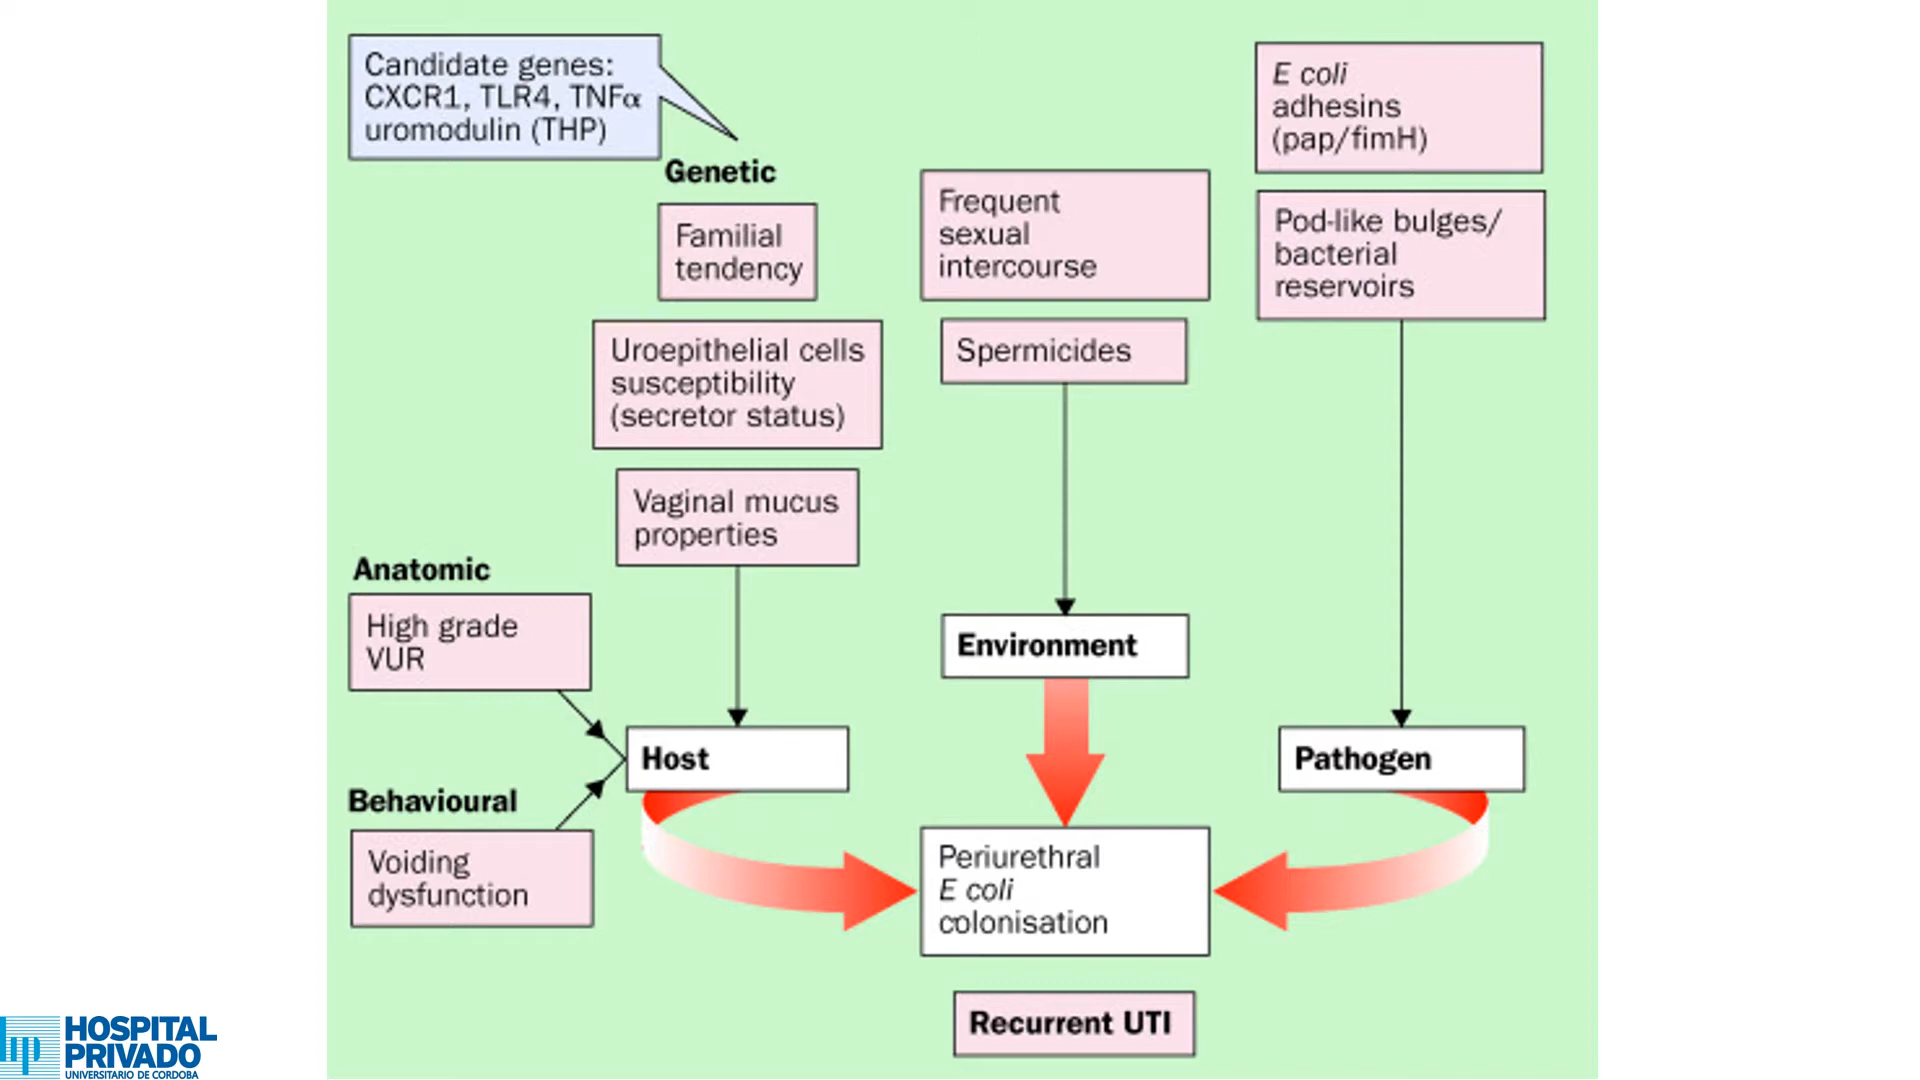 Candidate genes:
CXCR1, TLR4, TNFα
uromodulin (THP)
Genetic
Familial
tendency
Uroepithelial cells
susceptibility
(secretor status)
Vaginal mucus
properties
Anatomic
High grade
VUR
Behavioural
Voiding
dysfunction
Host
Frequent
sexual
intercourse
Spermicides
Environment
E coli
adhesins
(pap/fimH)
Pod-like bulges/
bacterial
reservoirs
Pathogen
Periurethral
E coli
colonisation
Recurrent UTI
hp
HOSPITAL
PRIVADO
UNIVERSITARIO DE CORDOBA